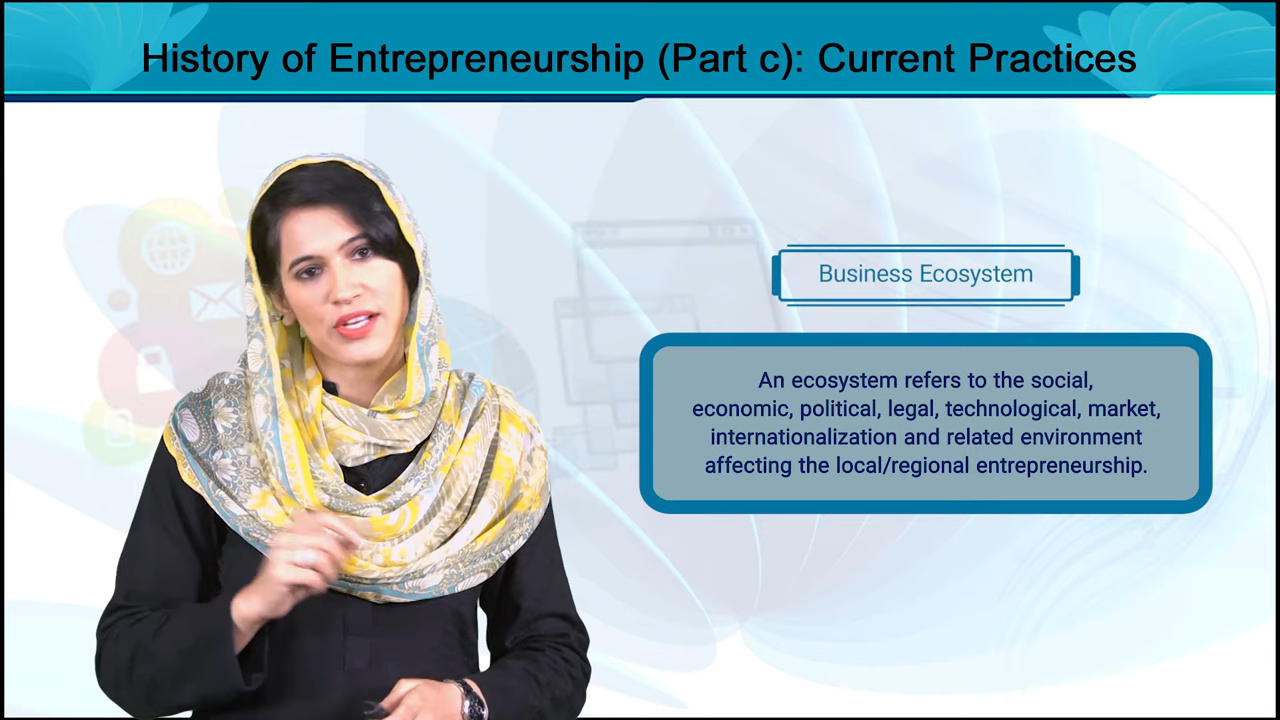 History of Entrepreneurship (Part c): Current Practices
Business Ecosystem
An ecosystem refers to the social,
economic, political, legal, technological, market,
internationalization and related environment
affecting the local/regional entrepreneurship.